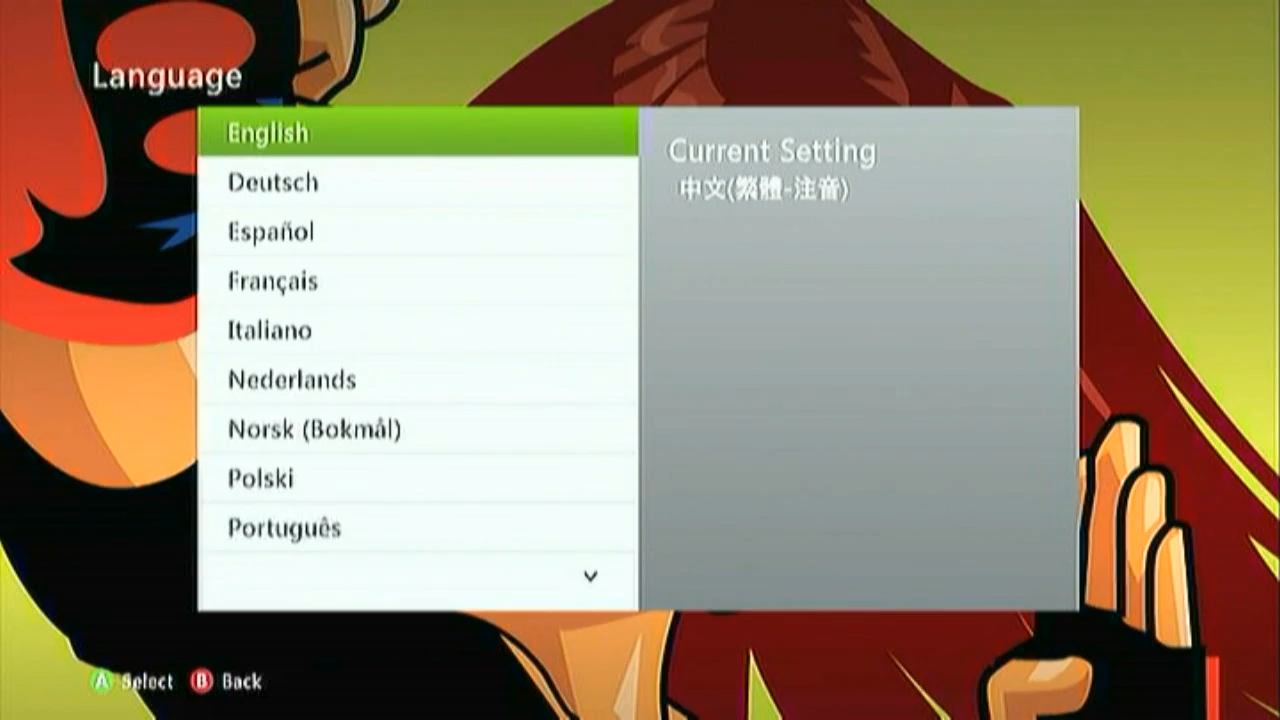 Language
English
Deutsch
Español
Français
Italiano
Nederlands
Norsk (Bokmål)
Polski
Português
Current Setting
中文(繁體-注音)
A Select B Back